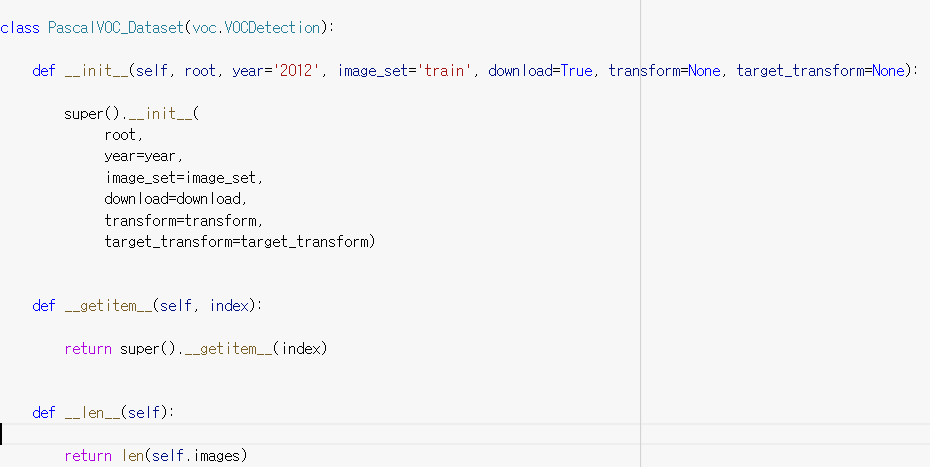 class PascalVOC_Dataset(voc.VOCDetection):
def __init__(self, root, year='2012', image_set='train', download=True, transform=None, target_transform=None):
super().__init__(
root,
year=year,
image_set=image_set,
download=download,
transform=transform,
target_transform=target_transform)
def __getitem__(self, index):
return super().__getitem__(index)
def __len__(self):
return len(self.images)